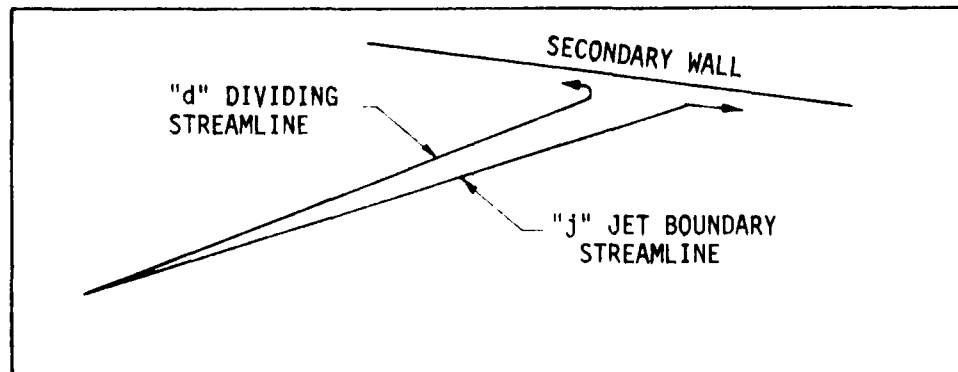 SECONDARY WALL
"d" DIVIDING
STREAMLINE
"j" JET BOUNDARY
STREAMLINE